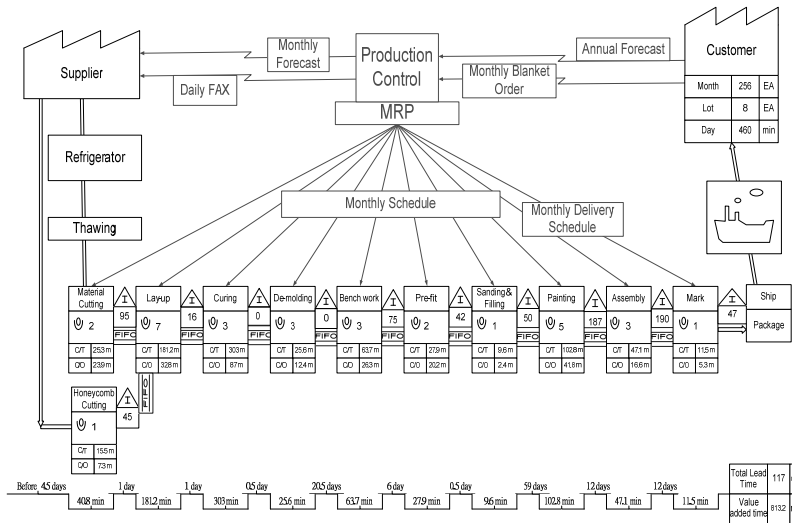 Supplier
Monthly
Forecast
Daily FAX
Production
Control
MRP
Annual Forecast
Monthly Blanket
Order
Customer
Month 256 EA
Lot 8 EA
Day 460 min
Refrigerator
Thawing
Monthly Schedule
Monthly Delivery
Schedule
Material
Cutting
2
C/T 25,3 m
C/O 23,9 m
I
95
FIFO
Lay-up
7
C/T 181,2 m
C/O 32,8 m
I
16
FIFO
Curing
3
C/T 303 m
C/O 87 m
I
0
FIFO
De-molding
3
C/T 25,6 m
C/O 12,4 m
I
0
FIFO
Bench work
3
C/T 63,7 m
C/O 26,3 m
I
75
FIFO
Pre-fit
2
C/T 27,9 m
C/O 20,2 m
I
42
FIFO
Sanding&
Filling
1
C/T 9,6 m
C/O 2,4 m
I
50
FIFO
Painting
5
C/T 102,8 m
C/O 41,8 m
I
187
FIFO
Assembly
3
C/T 47,1 m
C/O 16,6 m
I
190
FIFO
Mark
1
C/T 11,5 m
C/O 5,3 m
I
47
Ship
Package
Honeycomb
Cutting
1
C/T 15,5 m
C/O 7,3 m
I
45
FIFO
Before 4.5 days 1 day 1 day 0.5 day 20.5 days 6 day 0.5 day 59 days 12 days 12 days
40.8 min 181.2 min 303 min 25.6 min 63.7 min 27.9 min 9.6 min 102.8 min 47.1 min 11.5 min
Total Lead
Time 117
Value
added time 813,2